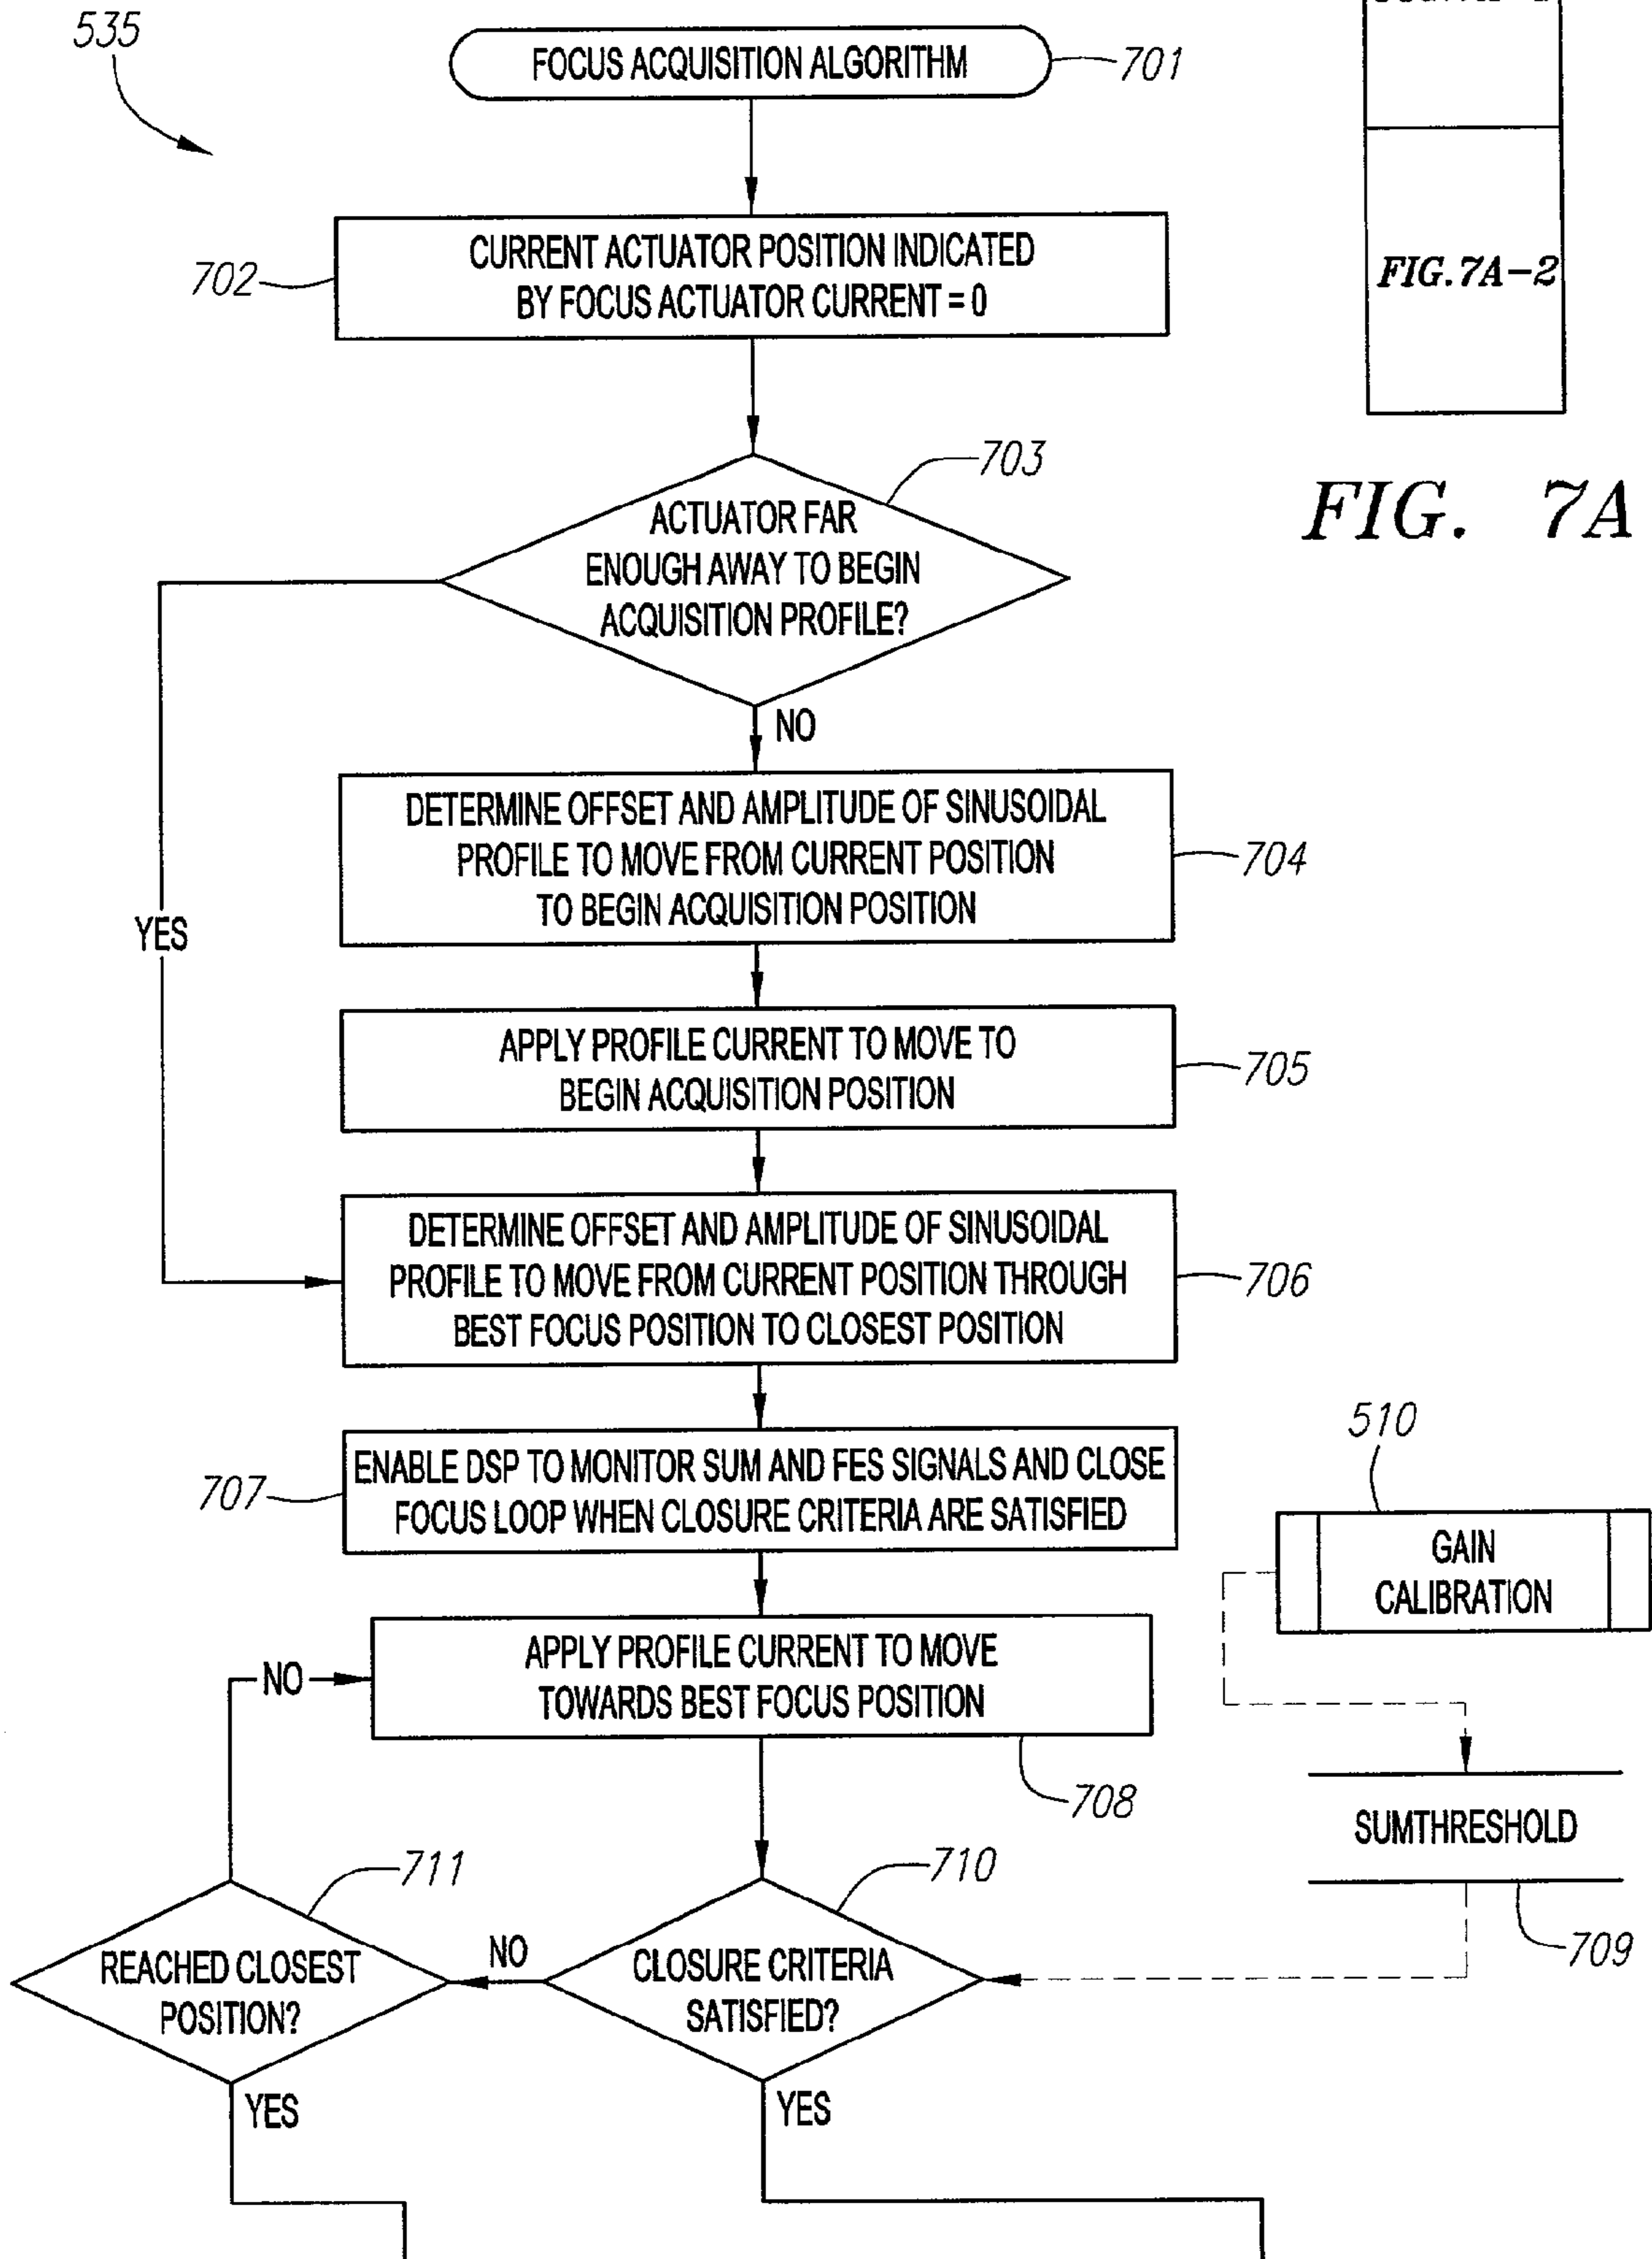 535
FOCUS ACQUISITION ALGORITHM
701
CURRENT ACTUATOR POSITION INDICATED
BY FOCUS ACTUATOR CURRENT = 0
702
FIG. 7A-2
FIG. 7A
703
ACTUATOR FAR
ENOUGH AWAY TO BEGIN
ACQUISITION PROFILE?
NO
YES
DETERMINE OFFSET AND AMPLITUDE OF SINUSOIDAL
PROFILE TO MOVE FROM CURRENT POSITION
TO BEGIN ACQUISITION POSITION
704
APPLY PROFILE CURRENT TO MOVE TO
BEGIN ACQUISITION POSITION
705
DETERMINE OFFSET AND AMPLITUDE OF SINUSOIDAL
PROFILE TO MOVE FROM CURRENT POSITION THROUGH
BEST FOCUS POSITION TO CLOSEST POSITION
706
ENABLE DSP TO MONITOR SUM AND FES SIGNALS AND CLOSE
FOCUS LOOP WHEN CLOSURE CRITERIA ARE SATISFIED
707
510
GAIN
CALIBRATION
APPLY PROFILE CURRENT TO MOVE
TOWARDS BEST FOCUS POSITION
NO
708
SUMTHRESHOLD
709
711
710
REACHED CLOSEST
POSITION?
NO
CLOSURE CRITERIA
SATISFIED?
YES
YES